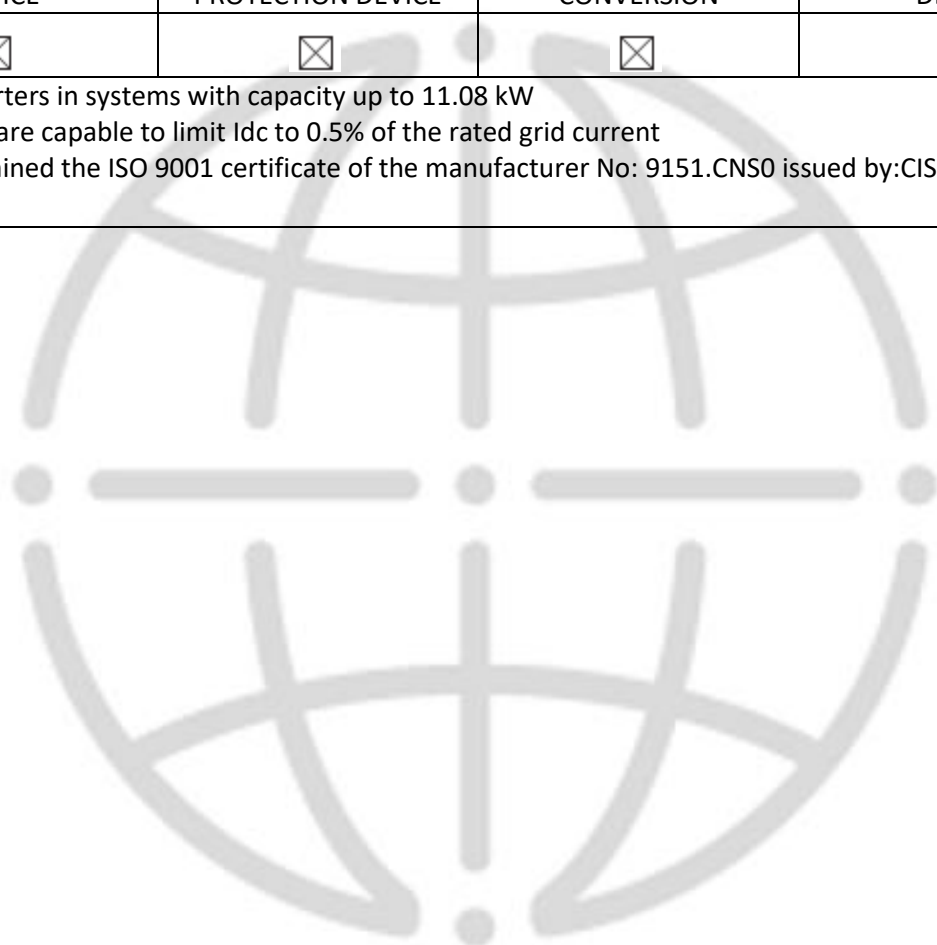 PROTECTION DEVICE CONVERSION
☒ ☒ ☒
rters in systems with capacity up to 11.08 kW
are capable to limit Idc to 0.5% of the rated grid current
ined the ISO 9001 certificate of the manufacturer No: 9151.CNS0 issued by:CIS